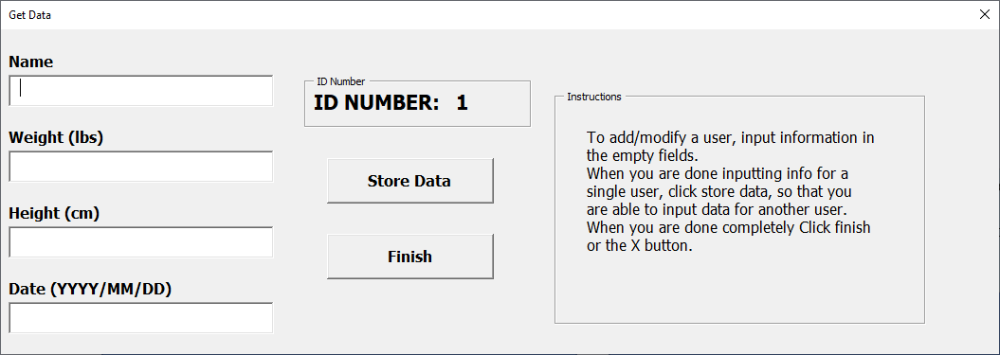 Get Data
Name
Weight (lbs)
Height (cm)
Date (YYYY/MM/DD)
ID Number
ID NUMBER: 1
Store Data
Finish
Instructions
To add/modify a user, input information in
the empty fields.
When you are done inputting info for a
single user, click store data, so that you
are able to input data for another user.
When you are done completely Click finish
or the X button.